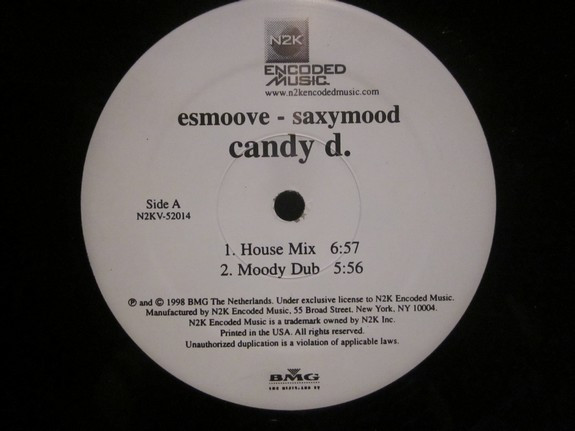 N2K
ENCODED
MUSIC.
www.n2kencodedmusic.com
esmoove - saxymood
candy d.
Side A
N2KV-52014
1. House Mix 6:57
2. Moody Dub 5:56
℗ and © 1998 BMG The Netherlands. Under exclusive license to N2K Encoded Music.
Manufactured by N2K Encoded Music, 55 Broad Street, New York, NY 10004.
N2K Encoded Music is a trademark owned by N2K Inc.
Printed in the USA. All rights reserved.
Unauthorized duplication is a violation of applicable laws.
BMG